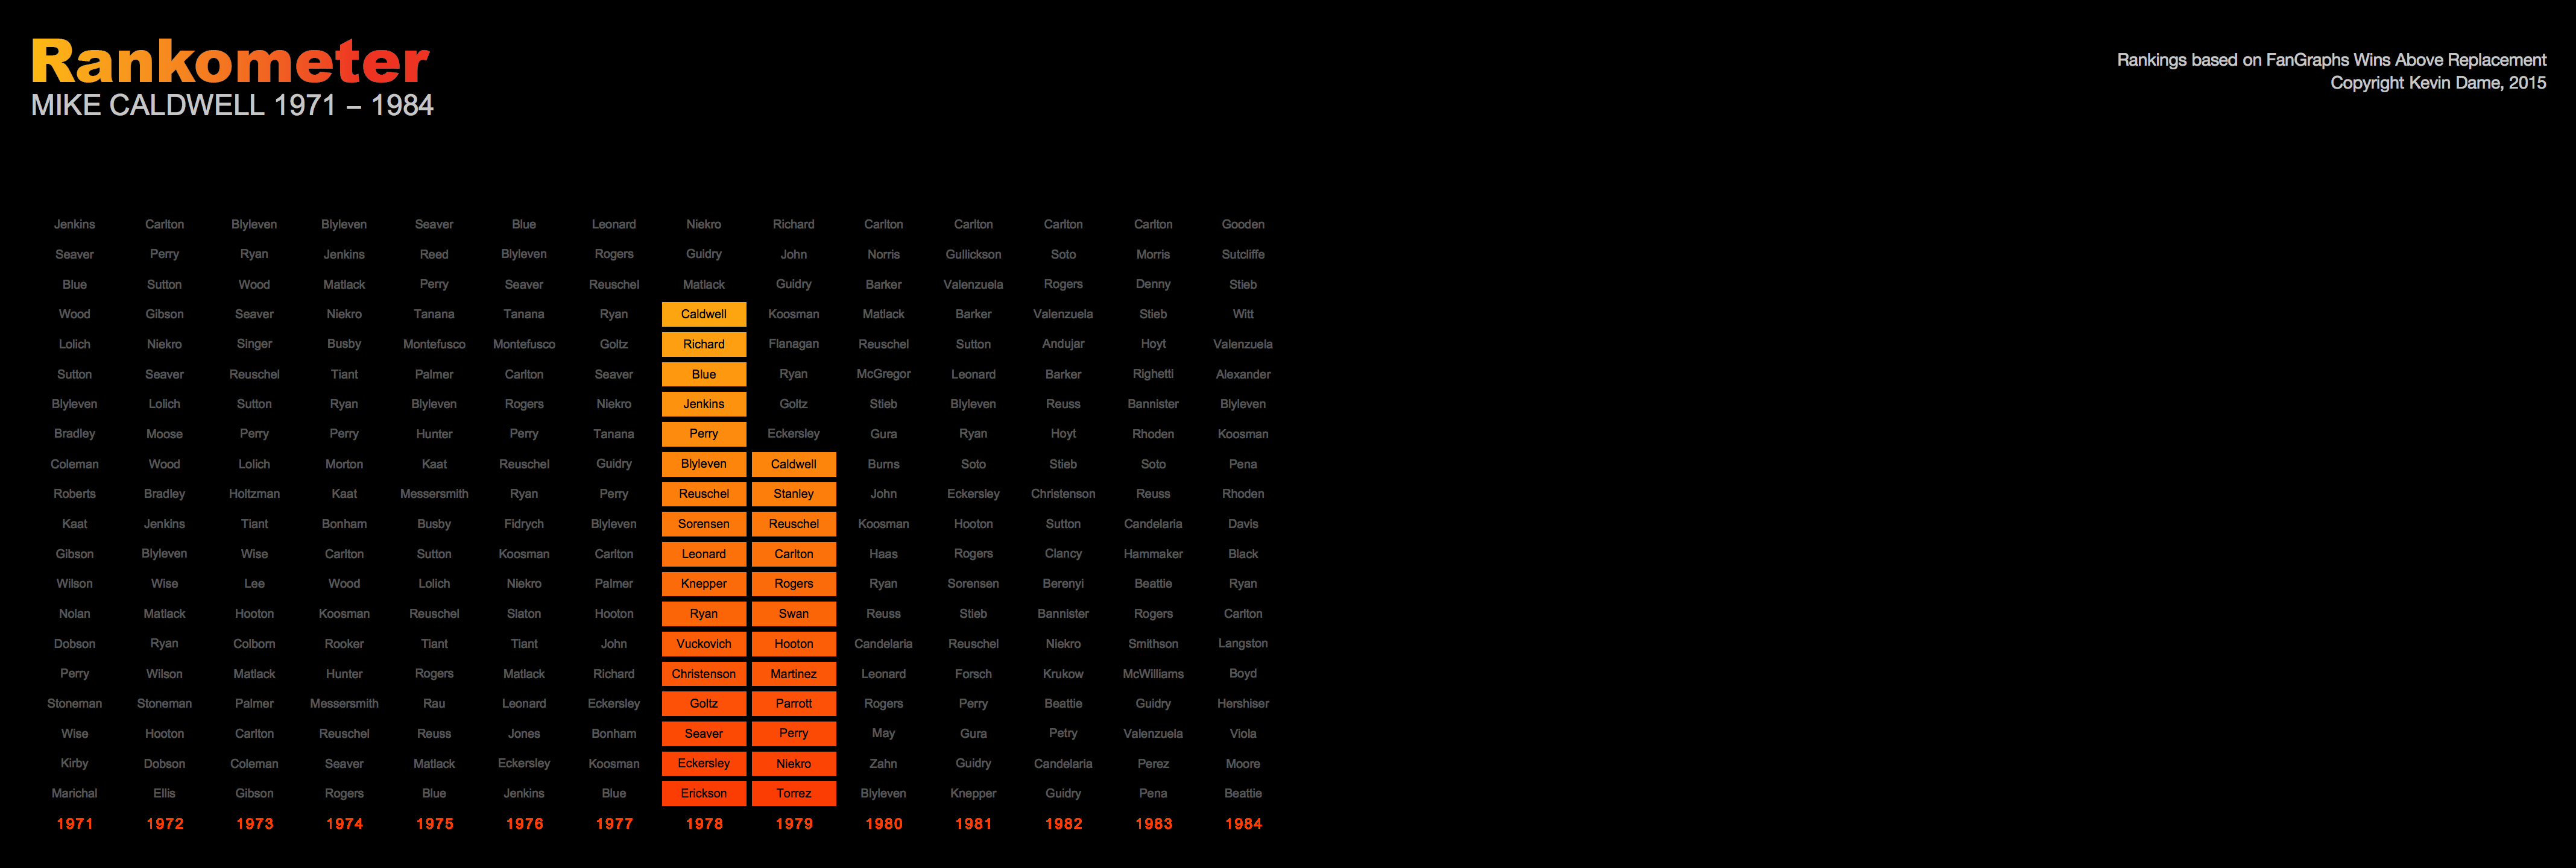 Rankometer
MIKE CALDWELL 1971 – 1984
Rankings based on FanGraphs Wins Above Replacement
Copyright Kevin Dame, 2015
Jenkins Carlton Blyleven Blyleven Seaver Blue Leonard Niekro Richard Carlton Carlton Carlton Carlton Gooden
Seaver Perry Ryan Jenkins Reed Blyleven Rogers Guidry John Norris Gullickson Soto Morris Sutcliffe
Blue Sutton Wood Matlack Perry Seaver Reuschel Matlack Guidry Barker Valenzuela Rogers Denny Stieb
Wood Gibson Seaver Niekro Tanana Tanana Ryan Caldwell Koosman Matlack Barker Valenzuela Stieb Witt
Lolich Niekro Singer Busby Montefusco Montefusco Goltz Richard Flanagan Reuschel Sutton Andujar Hoyt Valenzuela
Sutton Seaver Reuschel Tiant Palmer Carlton Seaver Blue Ryan McGregor Leonard Barker Righetti Alexander
Blyleven Lolich Sutton Ryan Blyleven Rogers Niekro Jenkins Goltz Stieb Blyleven Reuss Bannister Blyleven
Bradley Moose Perry Perry Hunter Perry Tanana Perry Eckersley Gura Ryan Hoyt Rhoden Koosman
Coleman Wood Lolich Morton Kaat Reuschel Guidry Blyleven Caldwell Burns Soto Stieb Soto Pena
Roberts Bradley Holtzman Kaat Messersmith Ryan Perry Reuschel Stanley John Eckersley Christenson Reuss Rhoden
Kaat Jenkins Tiant Bonham Busby Fidrych Blyleven Sorensen Reuschel Koosman Hooton Sutton Candelaria Davis
Gibson Blyleven Wise Carlton Sutton Koosman Carlton Leonard Carlton Haas Rogers Clancy Hammaker Black
Wilson Wise Lee Wood Lolich Niekro Palmer Knepper Rogers Ryan Sorensen Berenyi Beattie Ryan
Nolan Matlack Hooton Koosman Reuschel Slaton Hooton Ryan Swan Reuss Stieb Bannister Rogers Carlton
Dobson Ryan Colborn Rooker Tiant Tiant John Vuckovich Hooton Candelaria Reuschel Niekro Smithson Langston
Perry Wilson Matlack Hunter Rogers Matlack Richard Christenson Martinez Leonard Forsch Krukow McWilliams Boyd
Stoneman Stoneman Palmer Messersmith Rau Leonard Eckersley Goltz Parrott Rogers Perry Beattie Guidry Hershiser
Wise Hooton Carlton Reuschel Reuss Jones Bonham Seaver Perry May Gura Petry Valenzuela Viola
Kirby Dobson Coleman Seaver Matlack Eckersley Koosman Eckersley Niekro Zahn Guidry Candelaria Perez Moore
Marichal Ellis Gibson Rogers Blue Jenkins Blue Erickson Torrez Blyleven Knepper Guidry Pena Beattie
1971 1972 1973 1974 1975 1976 1977 1978 1979 1980 1981 1982 1983 1984